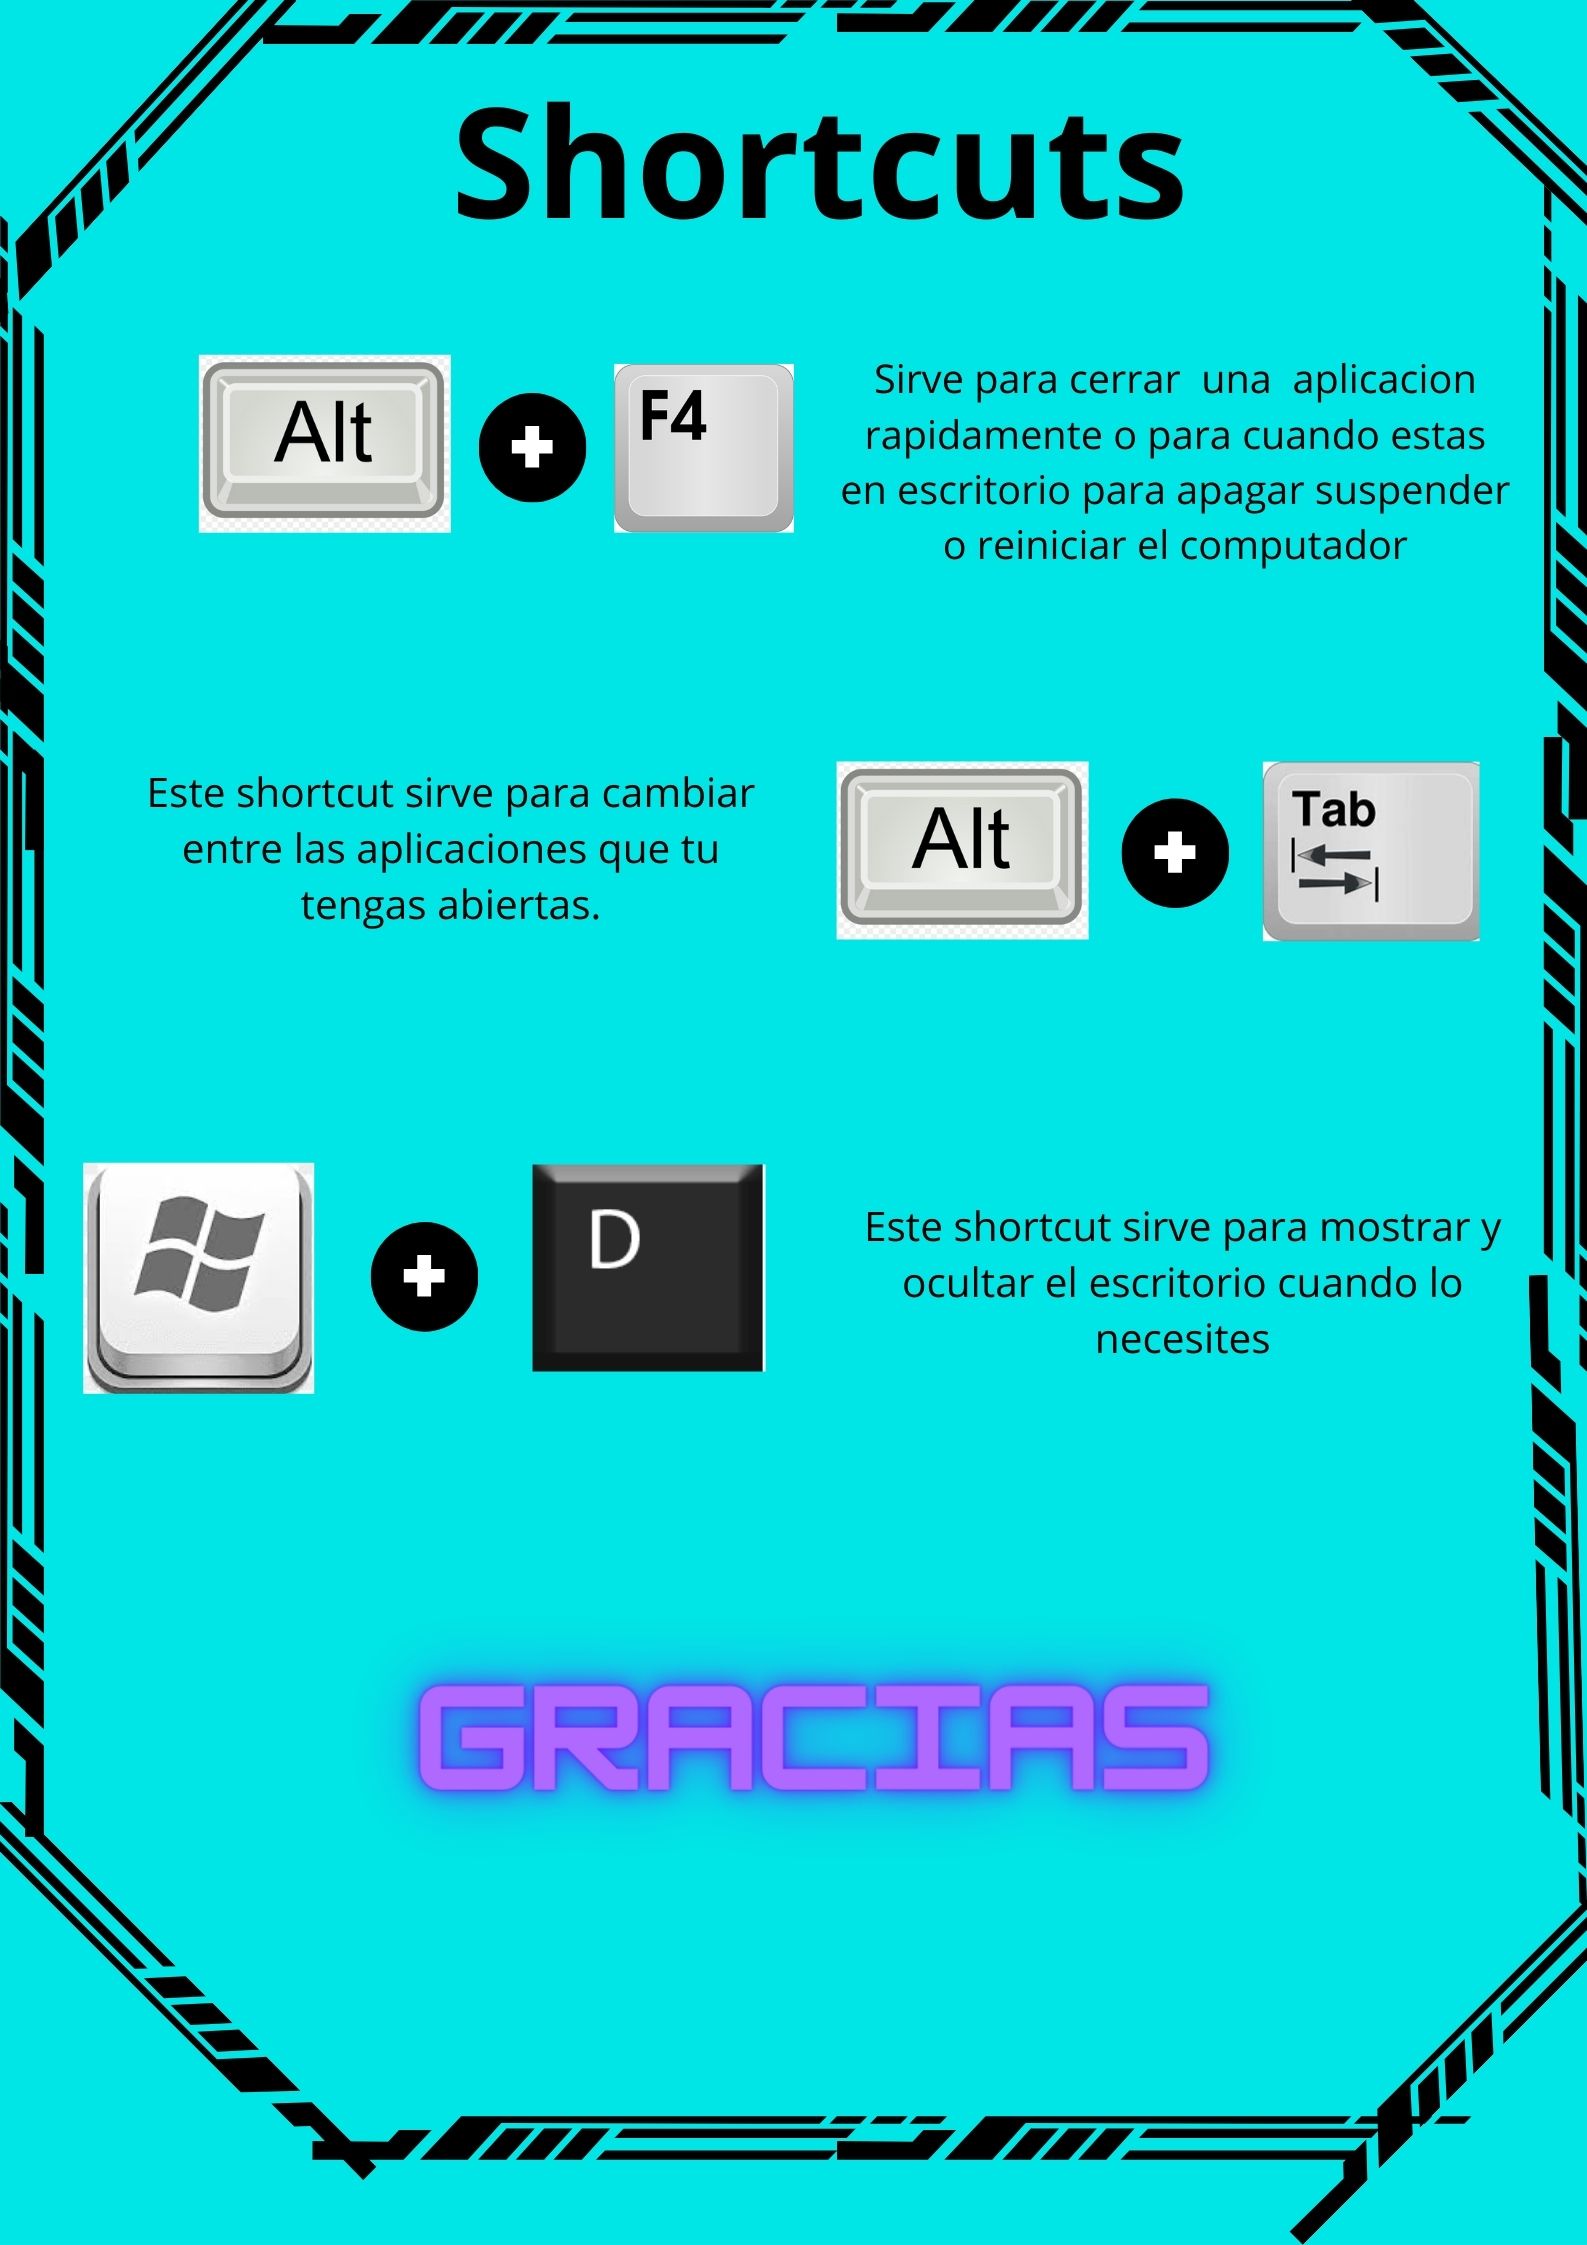 Shortcuts
Alt
F4
Sirve para cerrar una aplicacion
rapidamente o para cuando estas
en escritorio para apagar suspender
o reiniciar el computador
Este shortcut sirve para cambiar
entre las aplicaciones que tu
tengas abiertas.
Alt
Tab
D
Este shortcut sirve para mostrar y
ocultar el escritorio cuando lo
necesites
GRACIAS